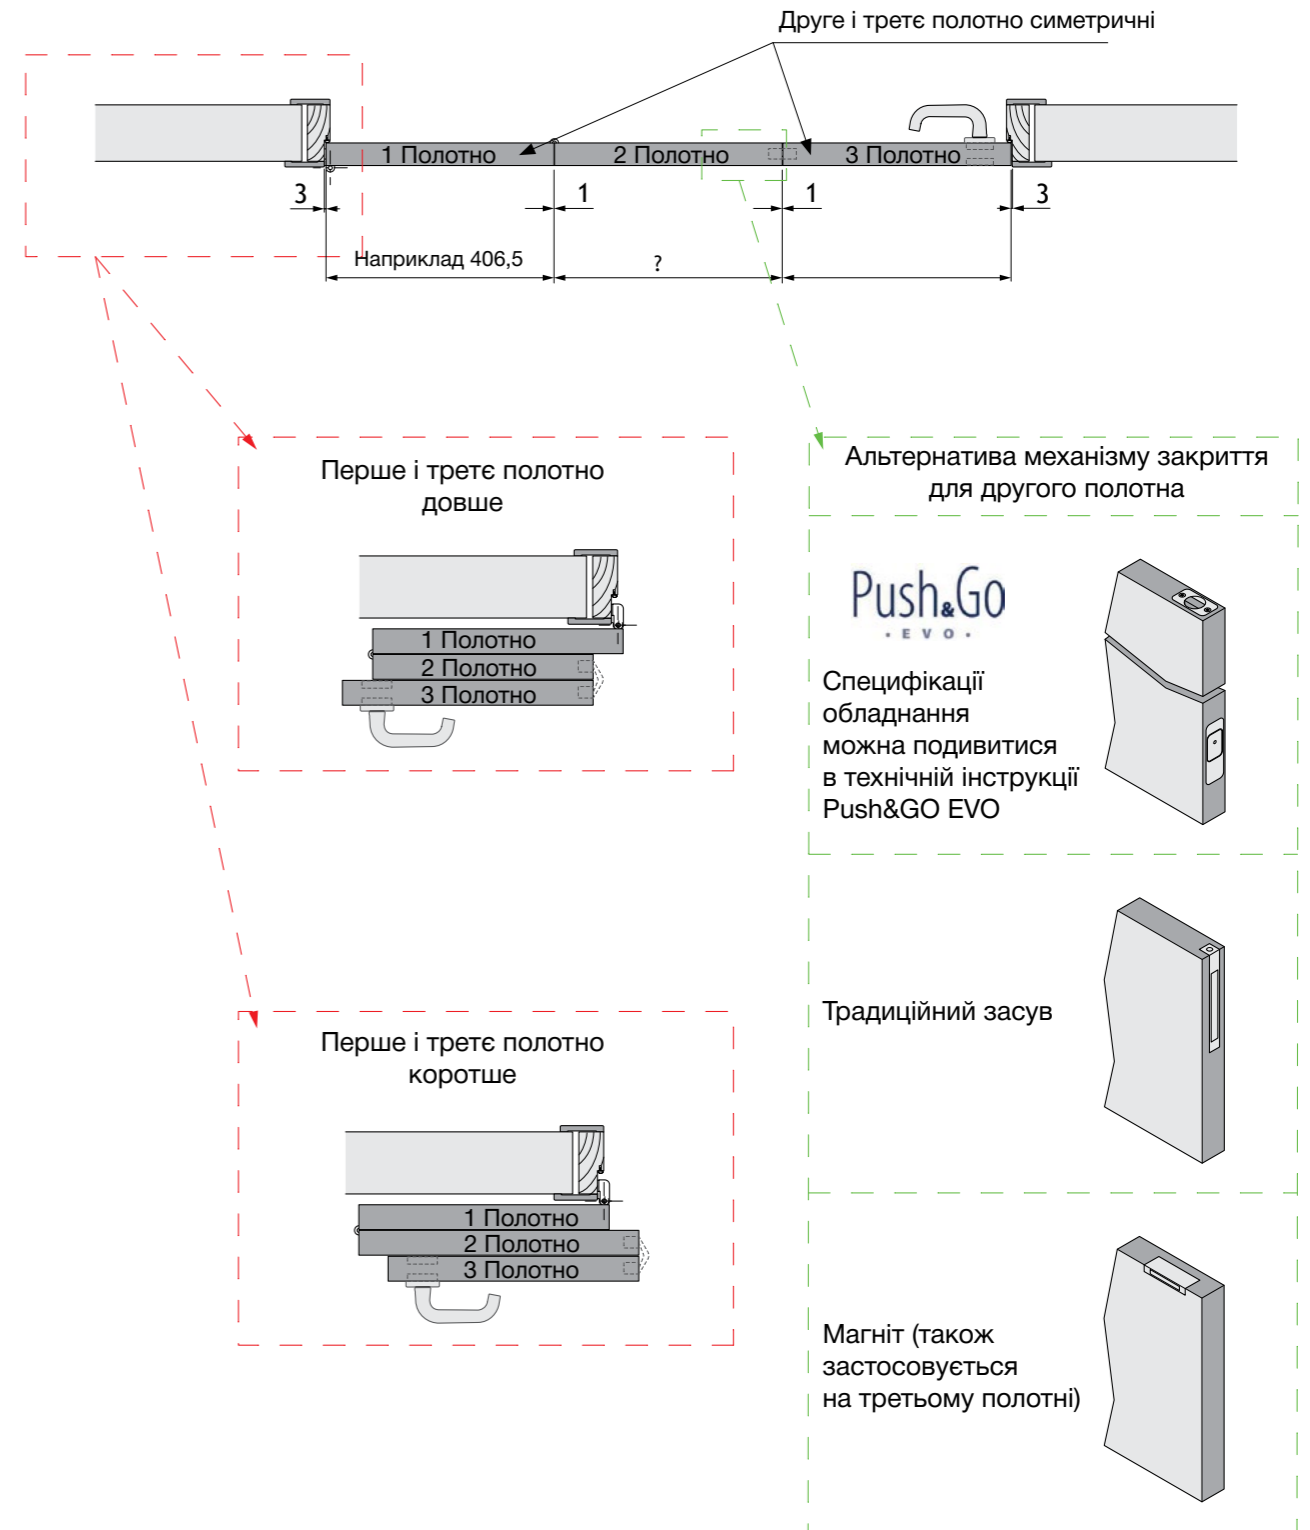 Друге і третє полотно симетричні
1 Полотно
2 Полотно
3 Полотно
3
1
1
3
Наприклад 406,5
?
Перше і третє полотно
довше
1 Полотно
2 Полотно
3 Полотно
Перше і третє полотно
коротше
1 Полотно
2 Полотно
3 Полотно
Альтернатива механізму закриття
для другого полотна
Push&Go
· EVO ·
Специфікації
обладнання
можна подивитися
в технічній інструкції
Push&GO EVO
Традиційний засув
Магніт (також
застосовується
на третьому полотні)